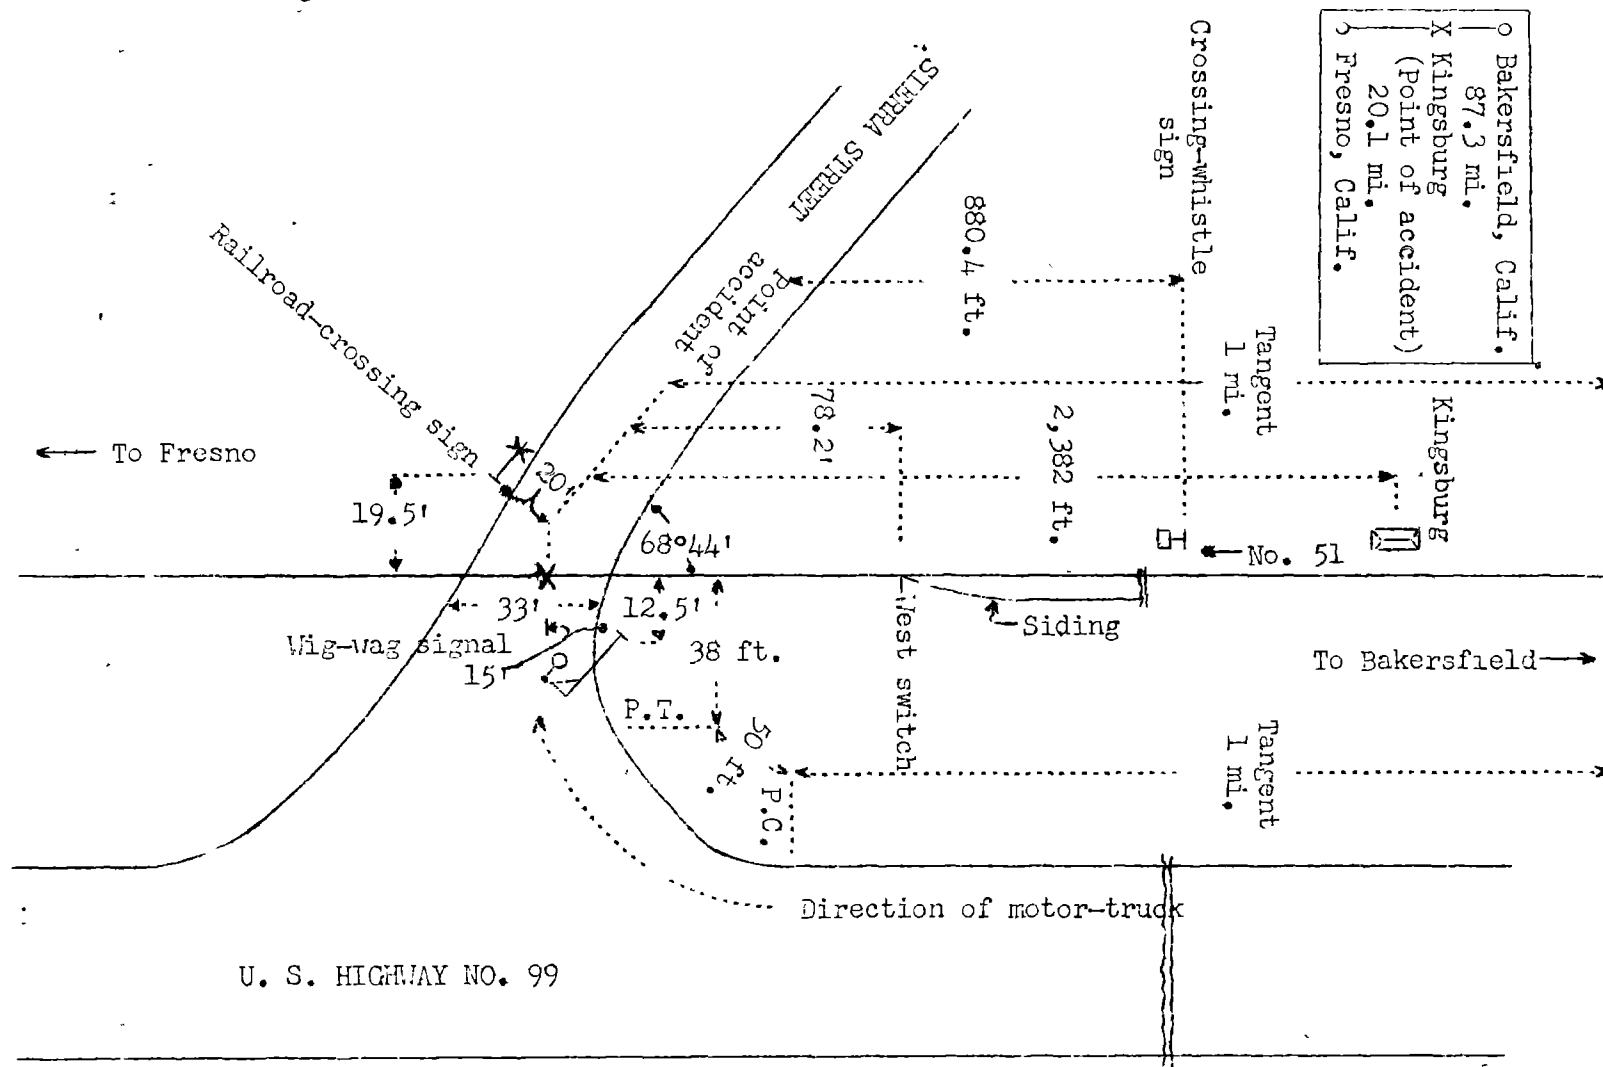 Bakersfield, Calif.
87.3 mi.
X Kingsburg
(Point of accident)
20.1 mi.
Fresno, Calif.
Crossing-whistle
sign
SIERRA STREET
880.4 ft.
Point of
accident
Railroad-crossing sign
Tangent
1 mi.
78.2'
2,382 ft.
Kingsburg
To Fresno
20'
19.5'
68°44'
No. 51
33'
12.5'
Wig-wag signal
15'
38 ft.
West switch
Siding
To Bakersfield
P.T.
50 ft.
P.C.
Tangent
1 mi.
Direction of motor-truck
U. S. HIGHWAY NO. 99